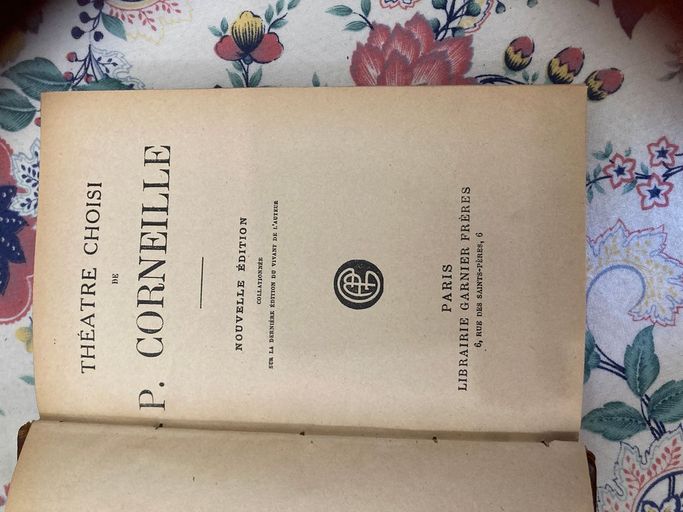 THÉATRE CHOISI
DE
P. CORNEILLE
NOUVELLE ÉDITION
COLLATIONNÉE
SUR LA DERNIÈRE ÉDITION DU VIVANT DE L'AUTEUR
PARIS
LIBRAIRIE GARNIER FRÈRES
6, RUE DES SAINTS-PÈRES, 6